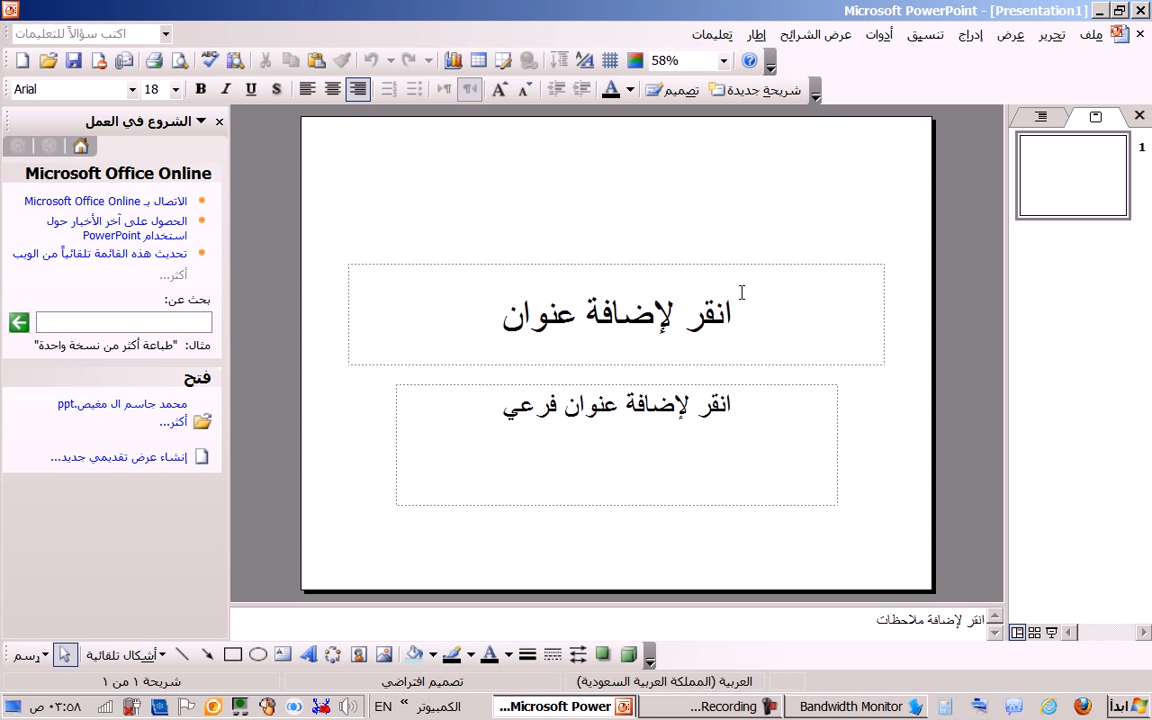 Microsoft PowerPoint - [Presentation1]
ملف تحرير عرض إدراج تنسيق أدوات عرض الشرائح إطار تعليمات
اكتب سؤالاً للتعليمات
58%
Arial 18
تصميم شريحة جديدة
الشروع في العمل
Microsoft Office Online
الاتصال بـ Microsoft Office Online
الحصول على آخر الأخبار حول
استخدام PowerPoint
تحديث هذه القائمة تلقائياً من الويب
أكثر...
بحث عن:
مثال: "طباعة أكثر من نسخة واحدة"
فتح
محمد جاسم ال مغيص.ppt
أكثر...
إنشاء عرض تقديمي جديد...
انقر لإضافة عنوان
انقر لإضافة عنوان فرعي
1
انقر لإضافة ملاحظات
رسم أشكال تلقائية
شريحة ١ من ١
تصميم افتراضي
العربية (المملكة العربية السعودية)
ابدأ
Bandwidth Monitor
Recording...
Microsoft Power...
الكمبيوتر
EN
٠٣:٥٨ ص